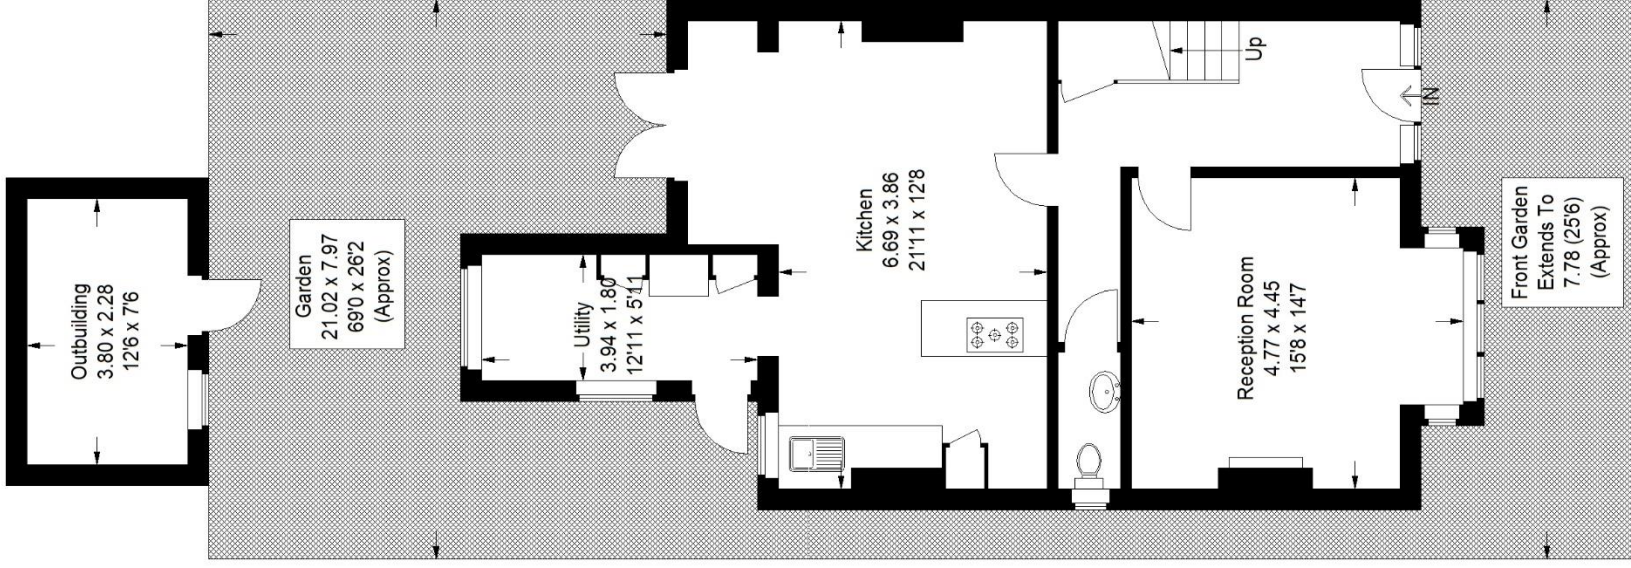 Outbuilding
3.80 x 2.28
12'6 x 7'6
Garden
21.02 x 7.97
69'0 x 26'2
(Approx)
Utility
3.94 x 1.80
12'11 x 5'11
Kitchen
6.69 x 3.86
21'11 x 12'8
Up
IN
Reception Room
4.77 x 4.45
15'8 x 14'7
Front Garden
Extends To
7.78 (25'6)
(Approx)